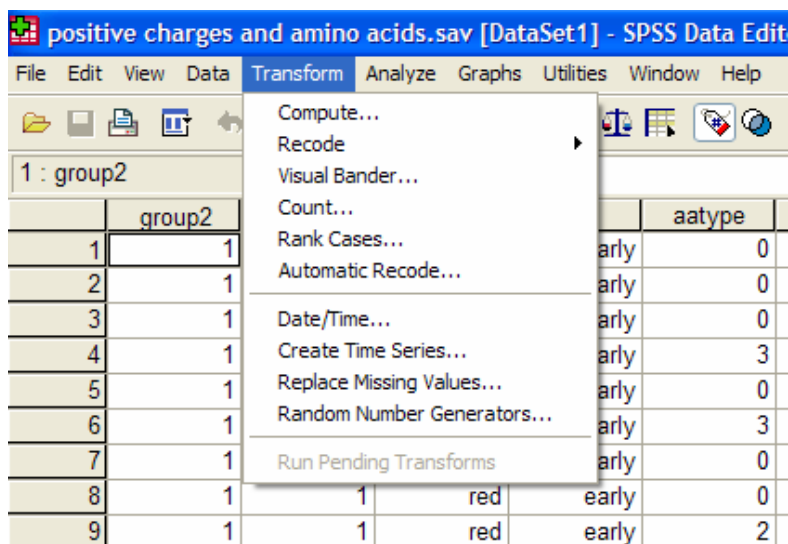 positive charges and amino acids.sav [DataSet1] - SPSS Data
File Edit View Data Transform Analyze Graphs Utilities Window Help
1 : group2
group2 aatype
Compute...
Recode
Visual Bander...
Count...
Rank Cases...
Automatic Recode...
Date/Time...
Create Time Series...
Replace Missing Values...
Random Number Generators...
Run Pending Transforms
1 1 arly 0
2 1 arly 0
3 1 arly 0
4 1 arly 3
5 1 arly 0
6 1 arly 3
7 1 arly 0
8 1 1 red early 0
9 1 1 red early 2